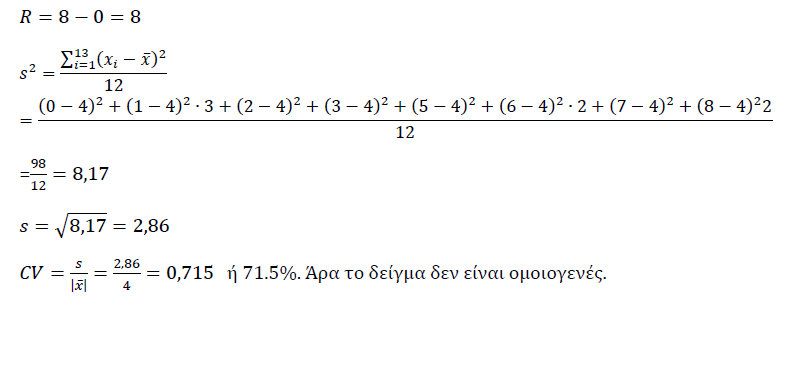 R = 8 − 0 = 8
s² = ∑¹³ᵢ₌₁(xᵢ − x̄)² / 12
= (0 − 4)² + (1 − 4)² · 3 + (2 − 4)² + (3 − 4)² + (5 − 4)² + (6 − 4)² · 2 + (7 − 4)² + (8 − 4)²2 / 12
=98/12 = 8,17
s = √8,17 = 2,86
CV = s/|x̄| = 2,86/4 = 0,715 ή 71.5%. Άρα το δείγμα δεν είναι ομοιογενές.